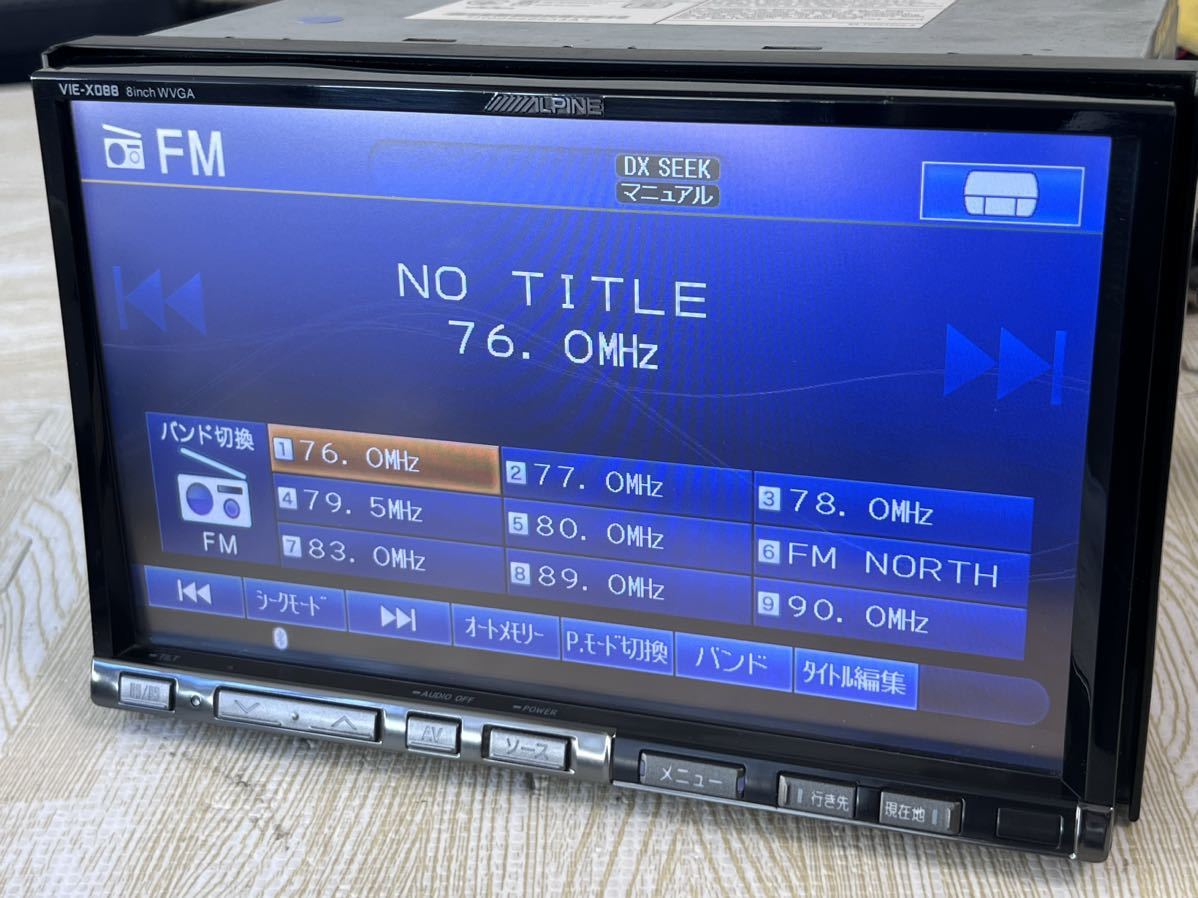 VIE-X088 8inch WVGA
ALPINE
FM
DX SEEK
マニュアル
NO TITLE
76.0MHz
バンド切換
FM
1 76.0MHz
2 77.0MHz
3 78.0MHz
4 79.5MHz
5 80.0MHz
6 FM NORTH
7 83.0MHz
8 89.0MHz
9 90.0MHz
シークモード
オートメモリー
P.モード切換
バンド
タイトル編集
TILT
AUDIO OFF
POWER
AV
ソース
メニュー
行き先
現在地